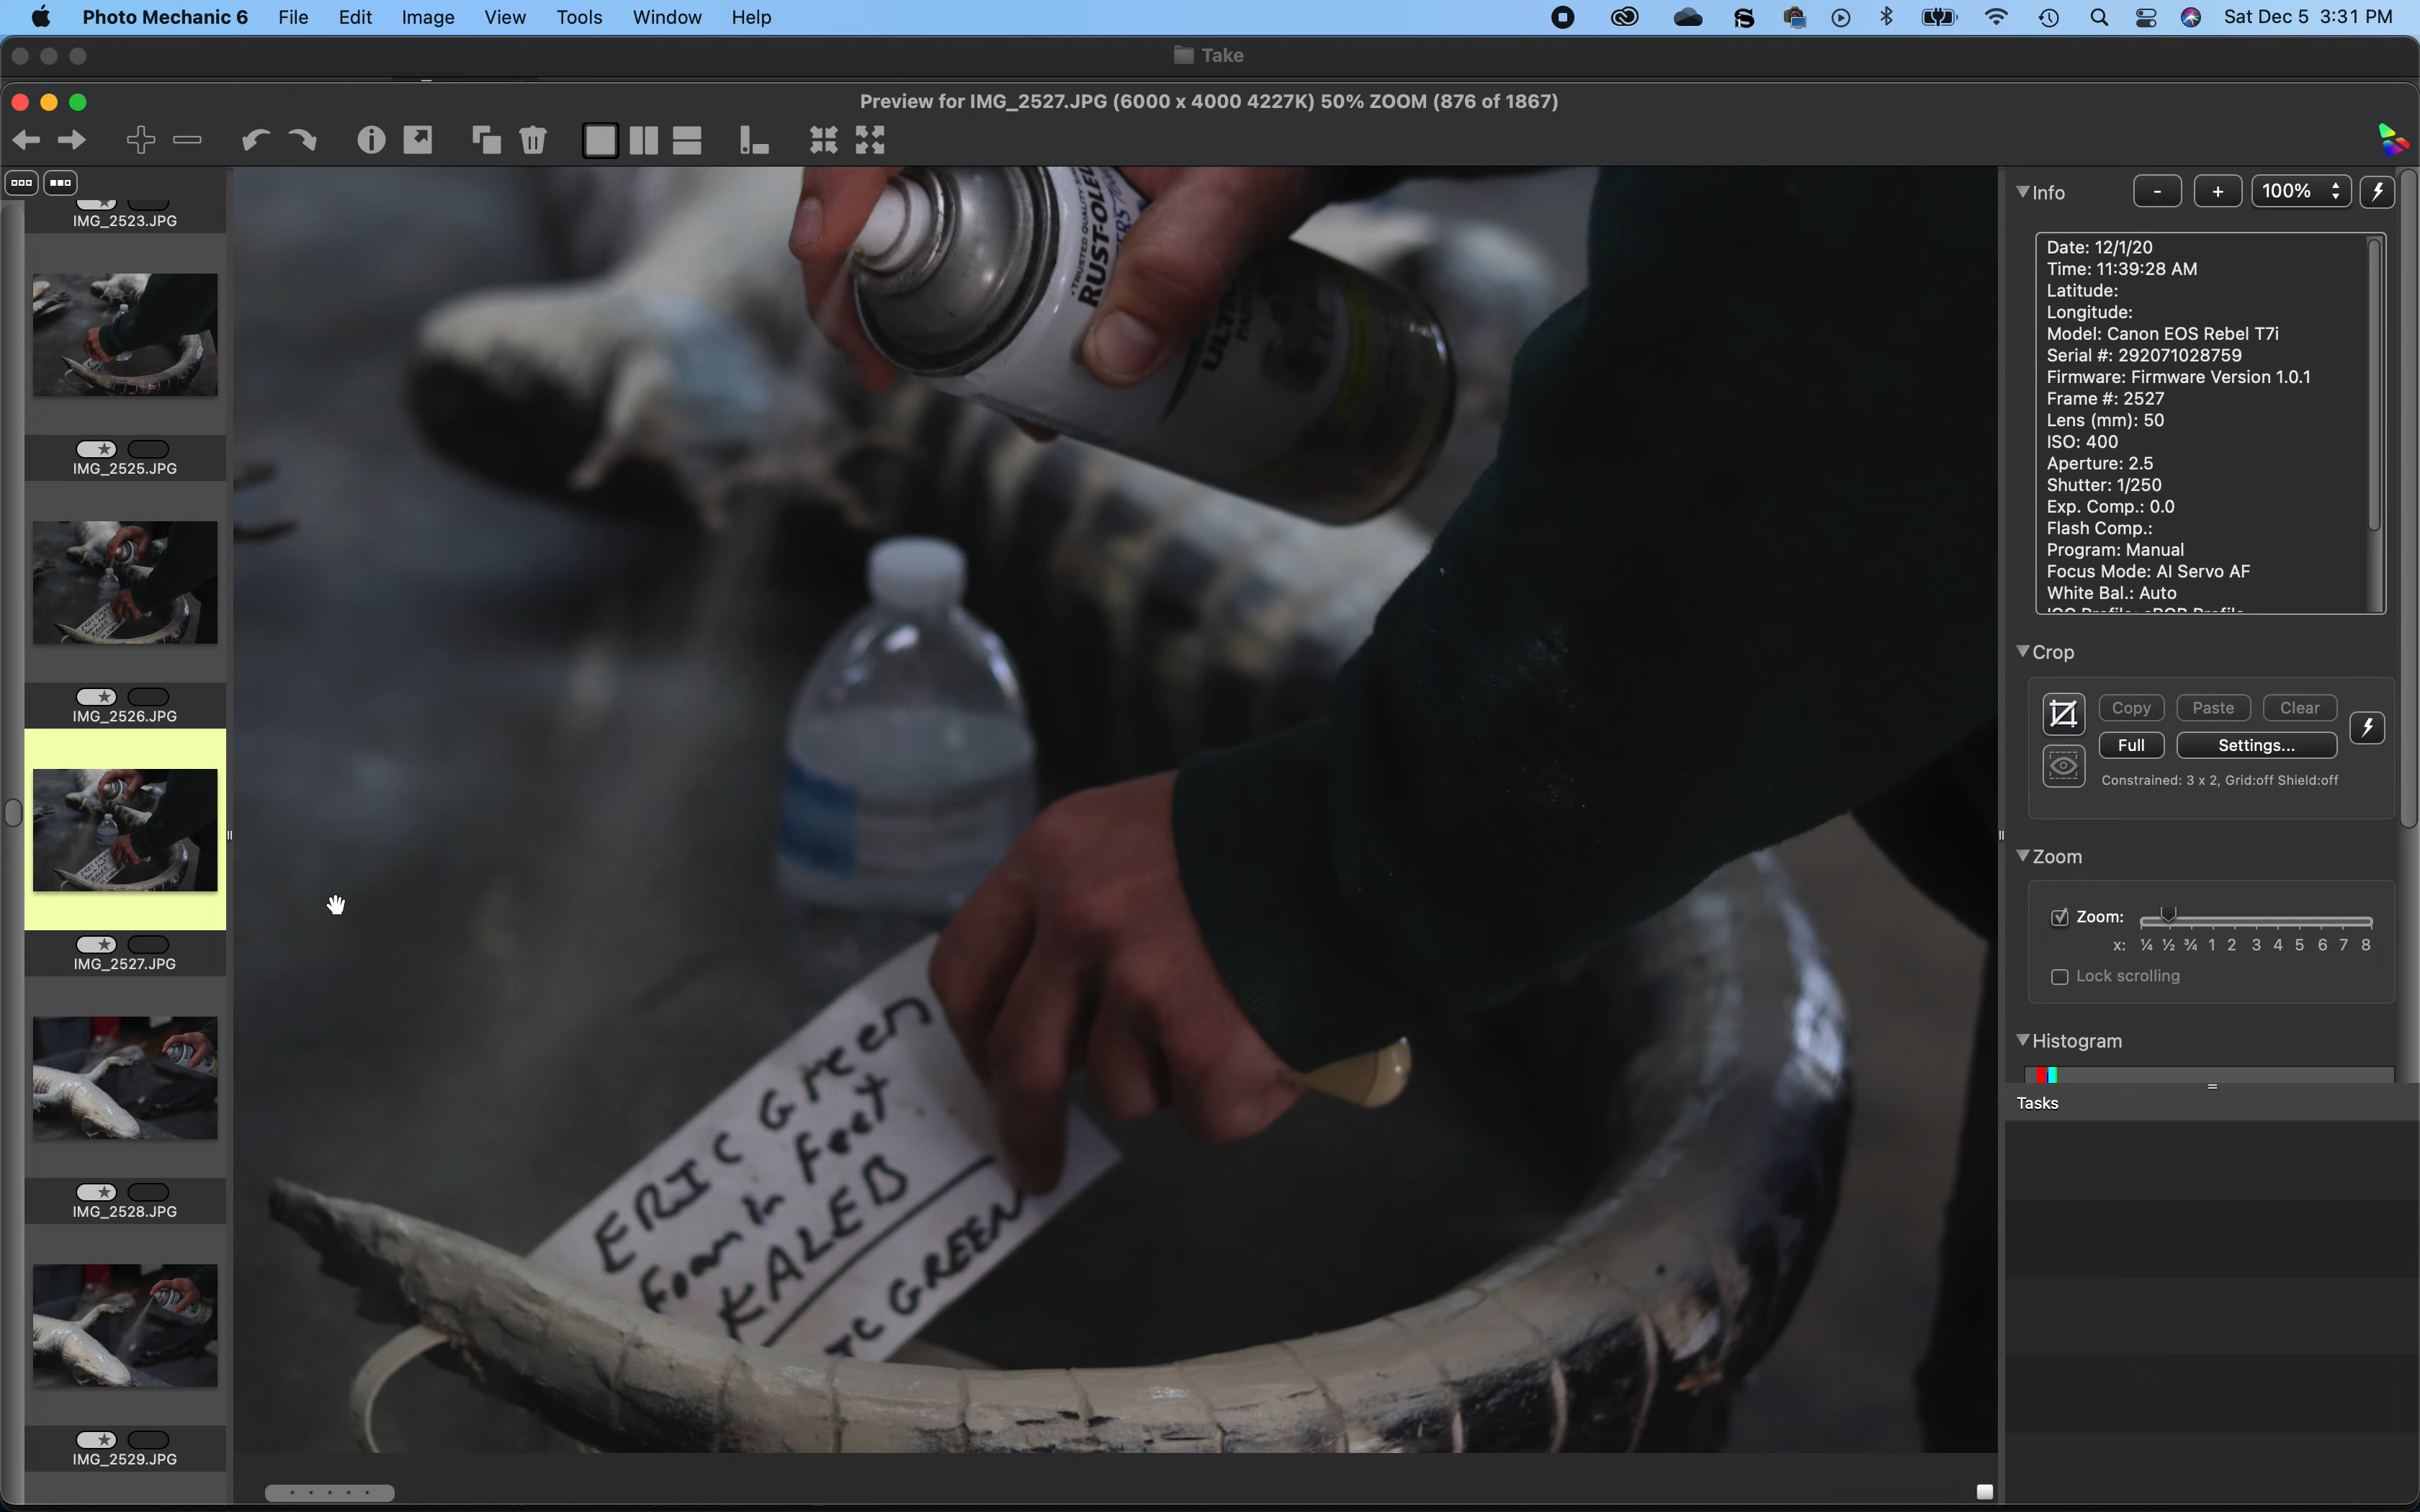 Photo Mechanic 6 File Edit Image View Tools Window Help Sat Dec 5 3:31 PM
Take
Preview for IMG_2527.JPG (6000 x 4000 4227K) 50% ZOOM (876 of 1867)
IMG_2523.JPG
IMG_2525.JPG
IMG_2526.JPG
IMG_2527.JPG
IMG_2528.JPG
IMG_2529.JPG
TRUSTED QUALITY
RUST-OLEU
ERIC Green
Foam in Feet
KALEB
IC GREEN
Info - + 100%
Date: 12/1/20
Time: 11:39:28 AM
Latitude:
Longitude:
Model: Canon EOS Rebel T7i
Serial #: 292071028759
Firmware: Firmware Version 1.0.1
Frame #: 2527
Lens (mm): 50
ISO: 400
Aperture: 2.5
Shutter: 1/250
Exp. Comp.: 0.0
Flash Comp.:
Program: Manual
Focus Mode: AI Servo AF
White Bal.: Auto
Crop
Copy Paste Clear
Full Settings...
Constrained: 3 x 2, Grid:off Shield:off
Zoom
Zoom:
x: ¼ ½ ¾ 1 2 3 4 5 6 7 8
Lock scrolling
Histogram
Tasks